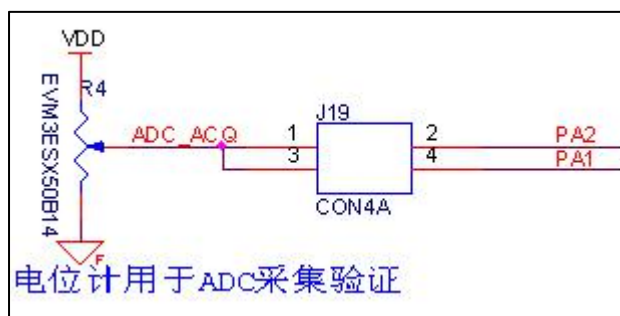 VDD
R4
EVM3ESX50B14
ADC_ACQ
J19
1
2
PA2
3
4
PA1
CON4A
F
电位计用于ADC采集验证